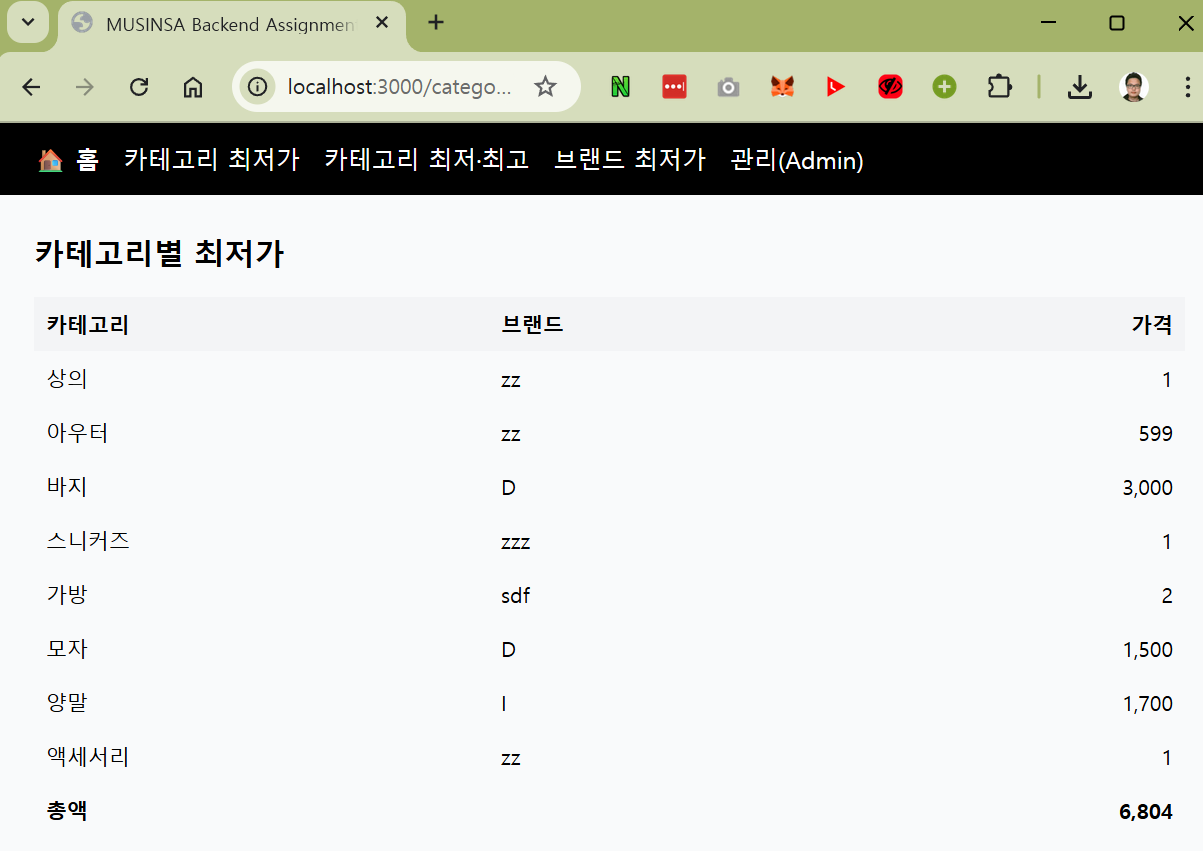 MUSINSA Backend Assignmen
localhost:3000/catego...
홈 카테고리 최저가 카테고리 최저·최고 브랜드 최저가 관리(Admin)
카테고리별 최저가
카테고리 브랜드 가격
상의 zz 1
아우터 zz 599
바지 D 3,000
스니커즈 zzz 1
가방 sdf 2
모자 D 1,500
양말 I 1,700
액세서리 zz 1
총액 6,804